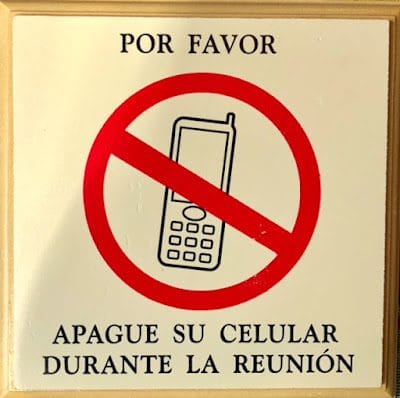 POR FAVOR
APAGUE SU CELULAR
DURANTE LA REUNIÓN